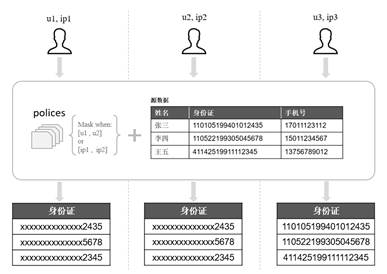 u1, ip1
u2, ip2
u3, ip3
源数据
polices
Mask when:
[u1 , u2]
or
[ip1 , ip2]
姓名 身份证 手机号
张三 110105199401012435 17011123112
李四 110522199305045678 15011234567
王五 41142519911112345 13756789012
身份证
xxxxxxxxxxxxxx2435
xxxxxxxxxxxxxx5678
xxxxxxxxxxxxxx2345
身份证
xxxxxxxxxxxxxx2435
xxxxxxxxxxxxxx5678
xxxxxxxxxxxxxx2345
身份证
110105199401012435
110522199305045678
411425199111112345